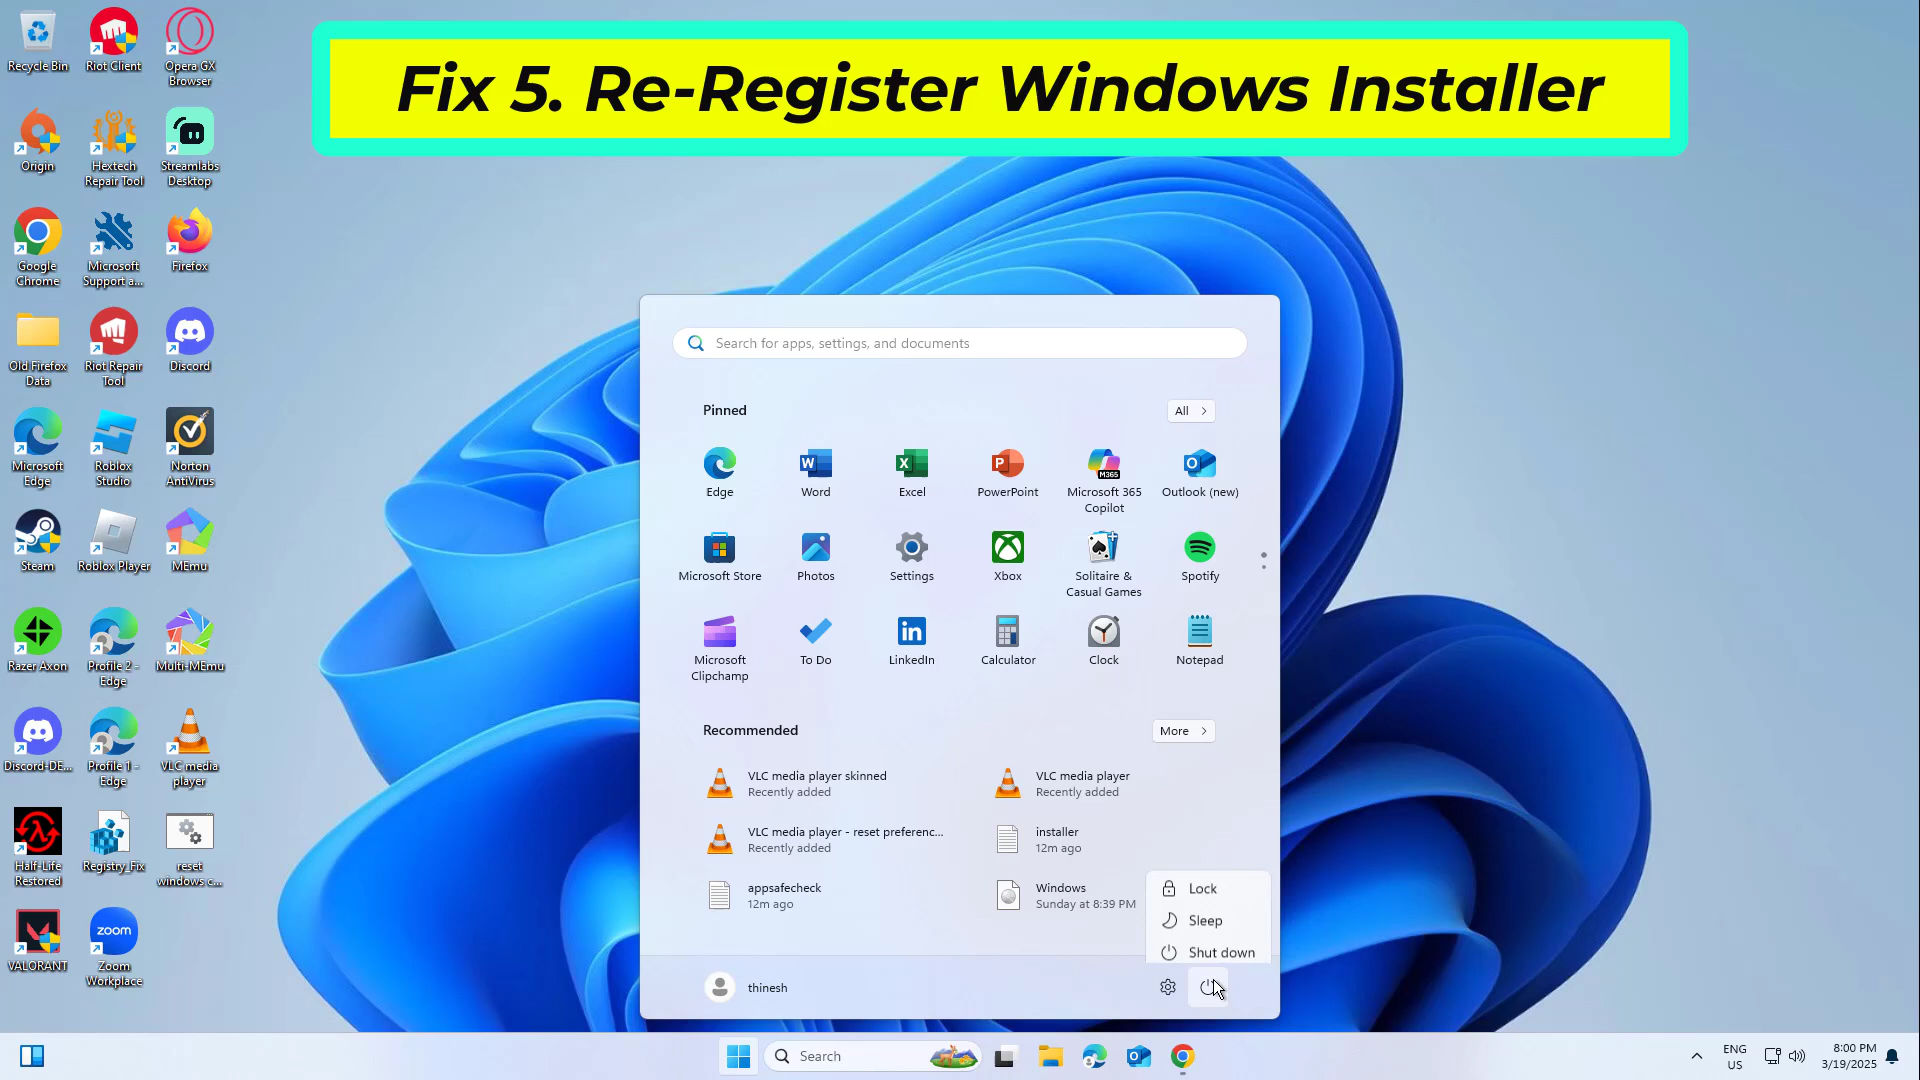 Fix 5. Re-Register Windows Installer
Recycle Bin
Riot Client
Opera GX
Browser
Origin
Hextech
Repair Tool
Streamlabs
Desktop
Google
Chrome
Microsoft
Support a...
Firefox
Old Firefox
Data
Riot Repair
Tool
Discord
Microsoft
Edge
Roblox
Studio
Norton
AntiVirus
Steam
Roblox Player
MEmu
Razer Axon
Profile 2 -
Edge
Multi-MEmu
Discord-DE...
Profile 1 -
Edge
VLC media
player
Half-Life
Restored
Registry_Fix
reset
windows c...
VALORANT
zoom
Zoom
Workplace
Search for apps, settings, and documents
Pinned
All
Edge
Word
Excel
PowerPoint
M365
Microsoft 365
Copilot
Outlook (new)
Microsoft Store
Photos
Settings
Xbox
Solitaire &
Casual Games
Spotify
Microsoft
Clipchamp
To Do
LinkedIn
Calculator
Clock
Notepad
Recommended
More
VLC media player skinned
Recently added
VLC media player
Recently added
VLC media player - reset preferenc...
Recently added
installer
12m ago
appsafecheck
12m ago
Windows
Sunday at 8:39 PM
Lock
Sleep
Shut down
thinesh
Search
ENG
US
8:00 PM
3/19/2025